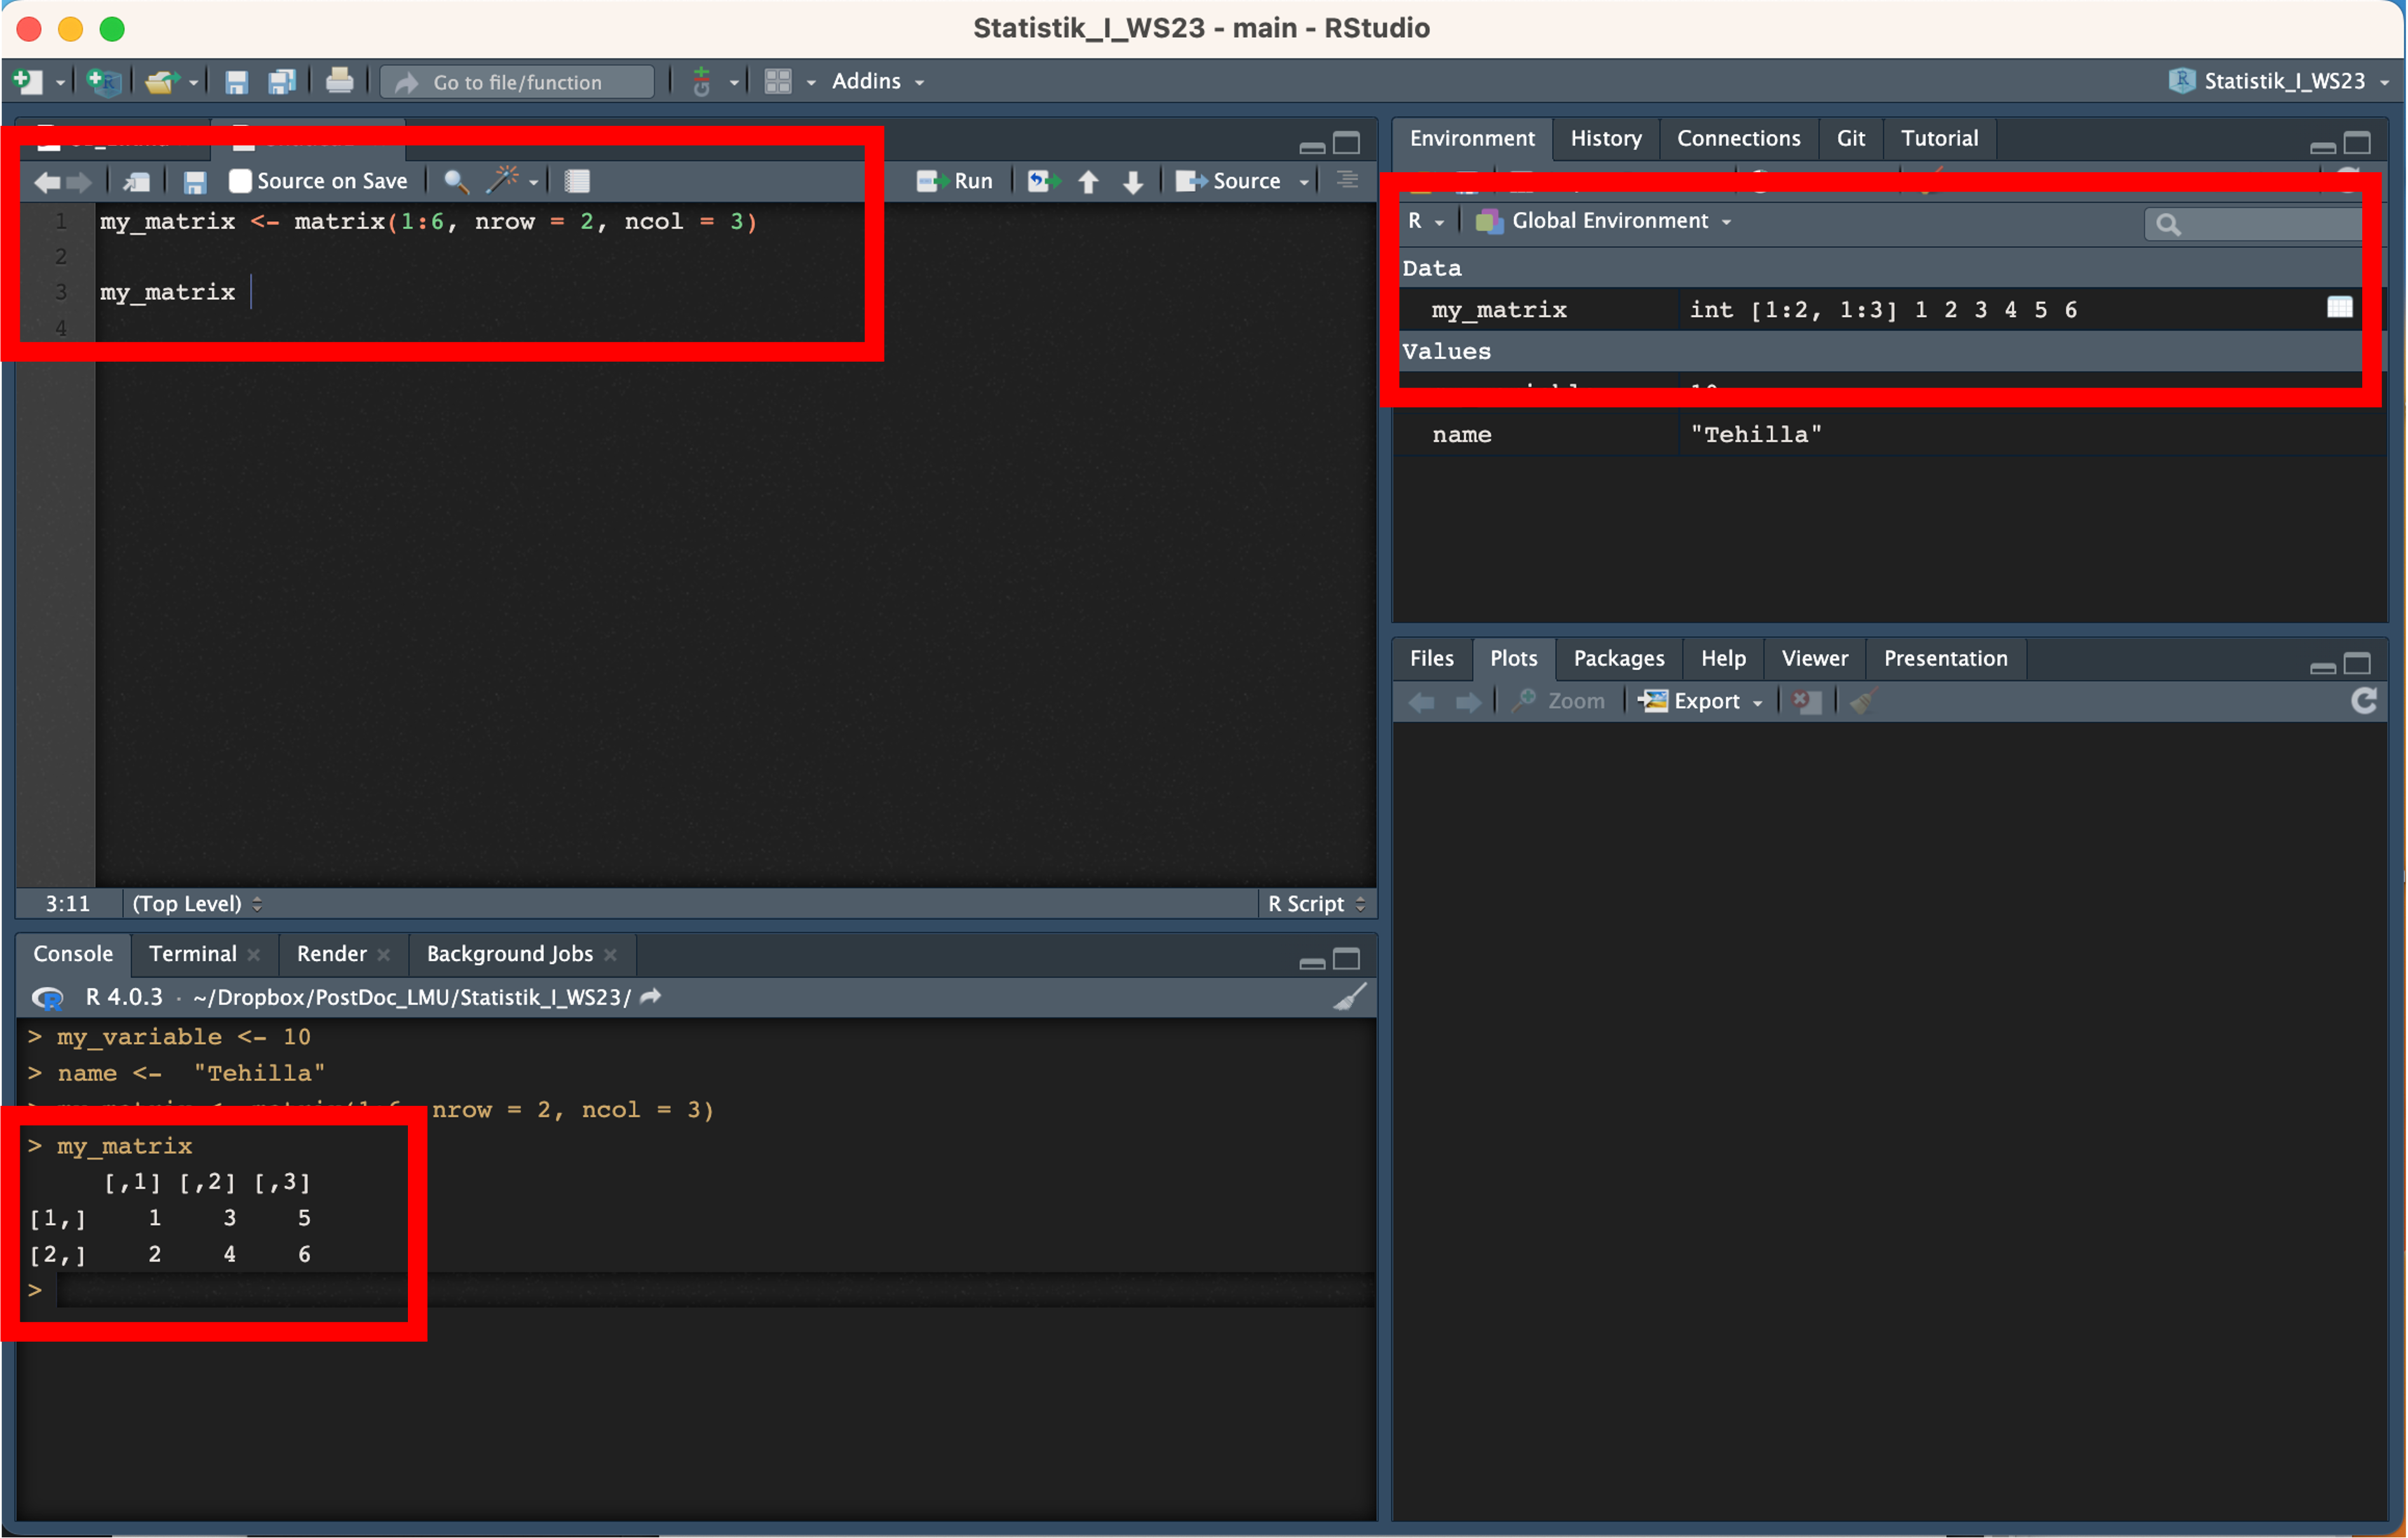 Statistik_I_WS23 - main - RStudio
Go to file/function
Addins
Statistik_I_WS23
Source on Save
Run
Source
1 my_matrix <- matrix(1:6, nrow = 2, ncol = 3)
2
3 my_matrix
4
3:11 (Top Level)
R Script
Console Terminal Render Background Jobs
R 4.0.3 · ~/Dropbox/PostDoc_LMU/Statistik_I_WS23/
> my_variable <- 10
> name <-  "Tehilla"
nrow = 2, ncol = 3)
> my_matrix
     [,1] [,2] [,3]
[1,]    1    3    5
[2,]    2    4    6
>
Environment History Connections Git Tutorial
R Global Environment
Data
my_matrix int [1:2, 1:3] 1 2 3 4 5 6
Values
name "Tehilla"
Files Plots Packages Help Viewer Presentation
Zoom Export